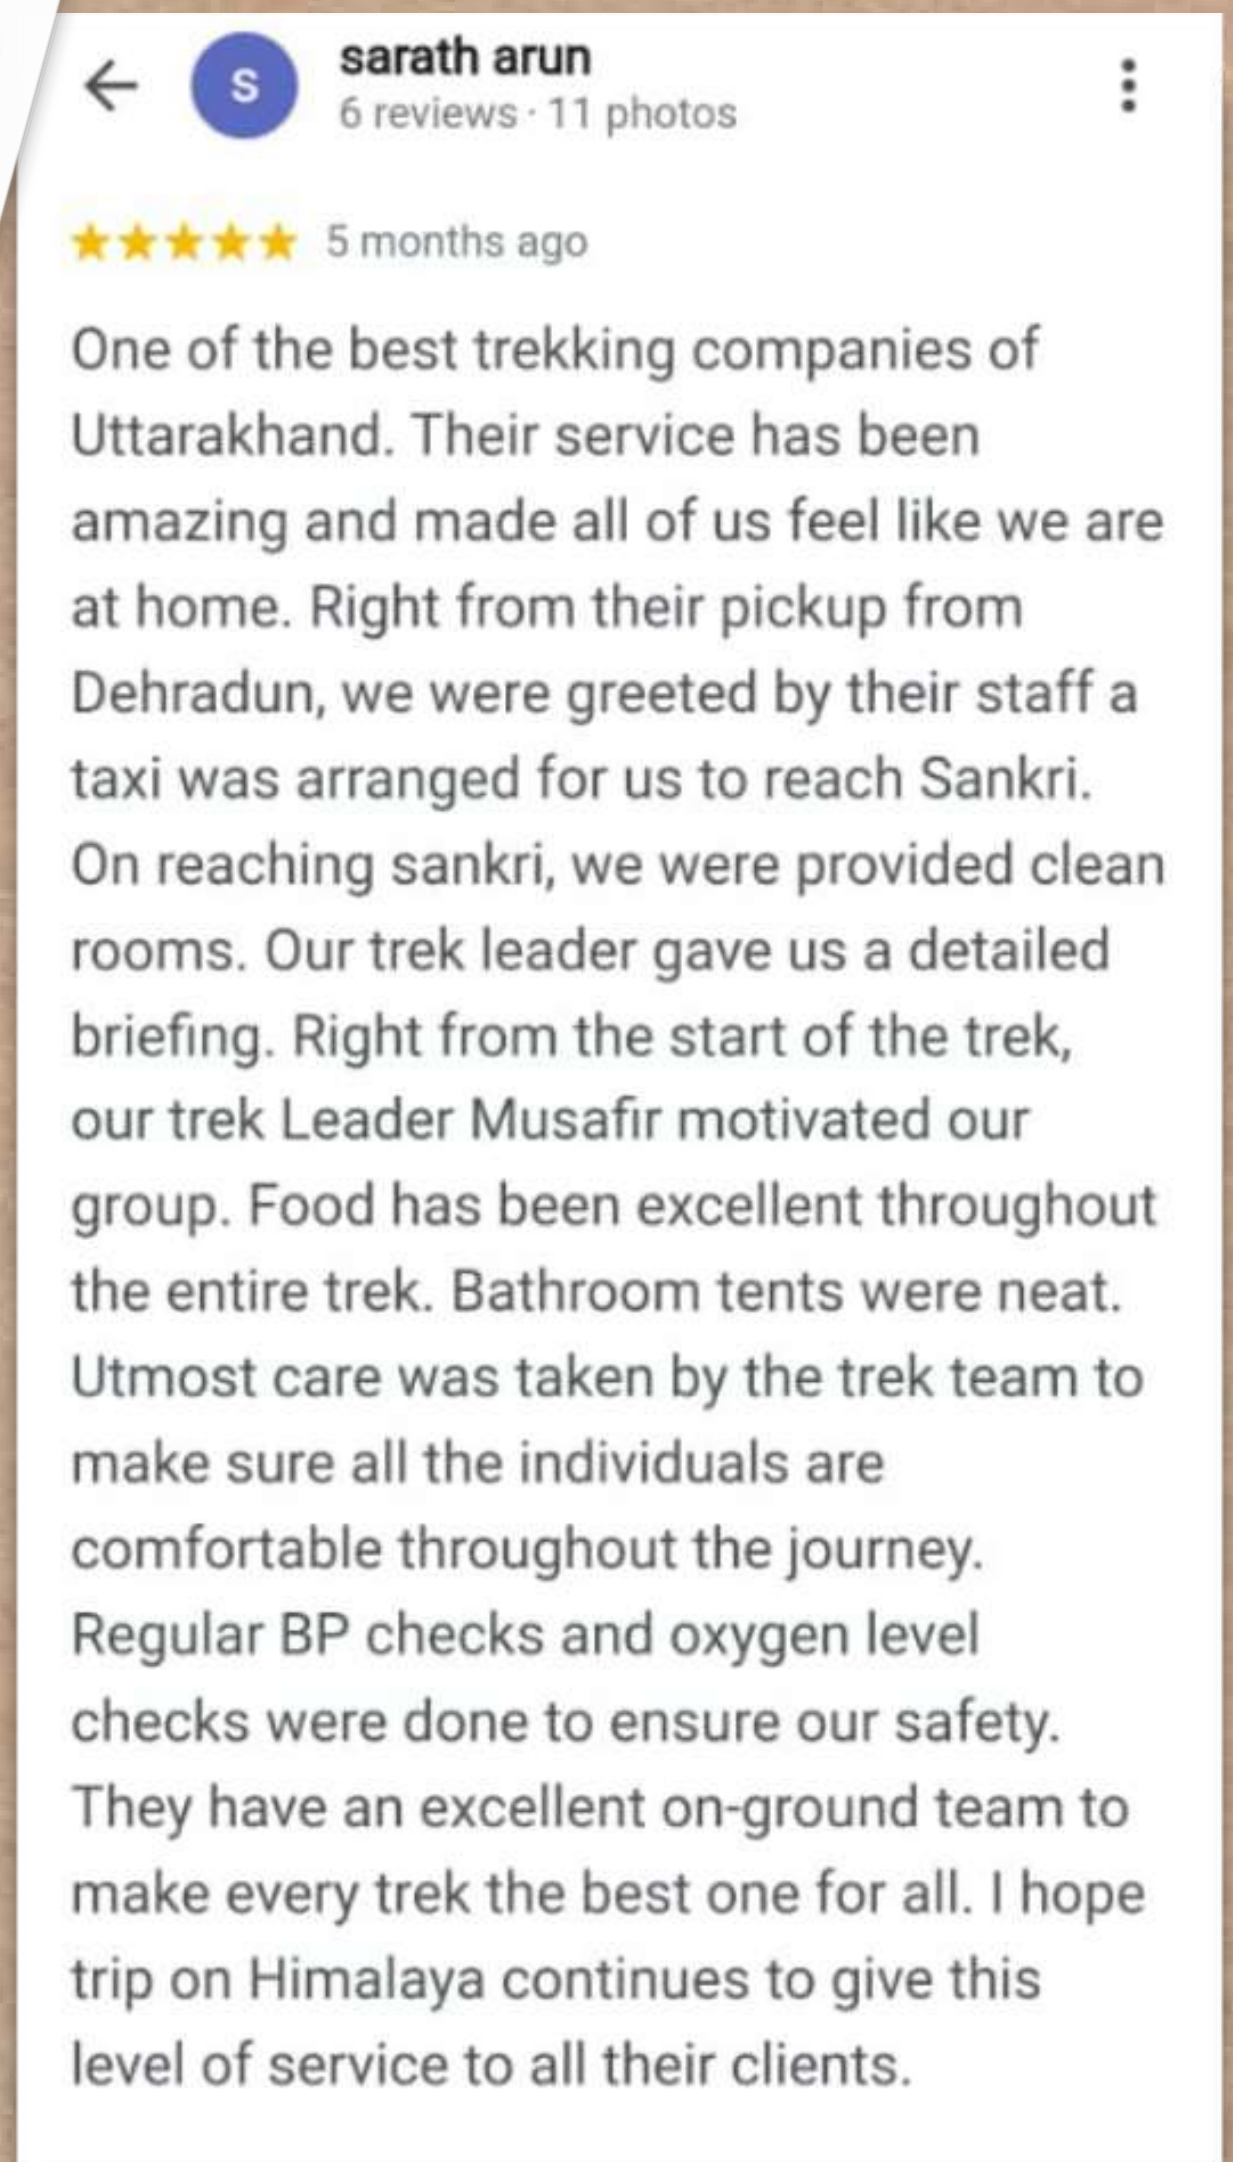 S
sarath arun
6 reviews · 11 photos
5 months ago
One of the best trekking companies of
Uttarakhand. Their service has been
amazing and made all of us feel like we are
at home. Right from their pickup from
Dehradun, we were greeted by their staff a
taxi was arranged for us to reach Sankri.
On reaching sankri, we were provided clean
rooms. Our trek leader gave us a detailed
briefing. Right from the start of the trek,
our trek Leader Musafir motivated our
group. Food has been excellent throughout
the entire trek. Bathroom tents were neat.
Utmost care was taken by the trek team to
make sure all the individuals are
comfortable throughout the journey.
Regular BP checks and oxygen level
checks were done to ensure our safety.
They have an excellent on-ground team to
make every trek the best one for all. I hope
trip on Himalaya continues to give this
level of service to all their clients.